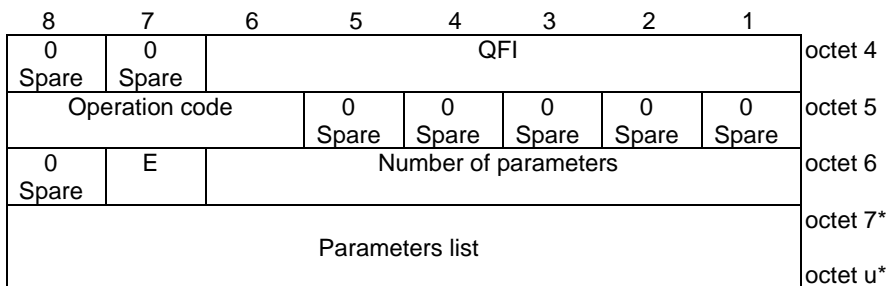 8 7 6 5 4 3 2 1
0 0 QFI octet 4
Spare Spare
Operation code 0 0 0 0 0 octet 5
Spare Spare Spare Spare Spare
0 E Number of parameters octet 6
Spare
octet 7*
Parameters list
octet u*